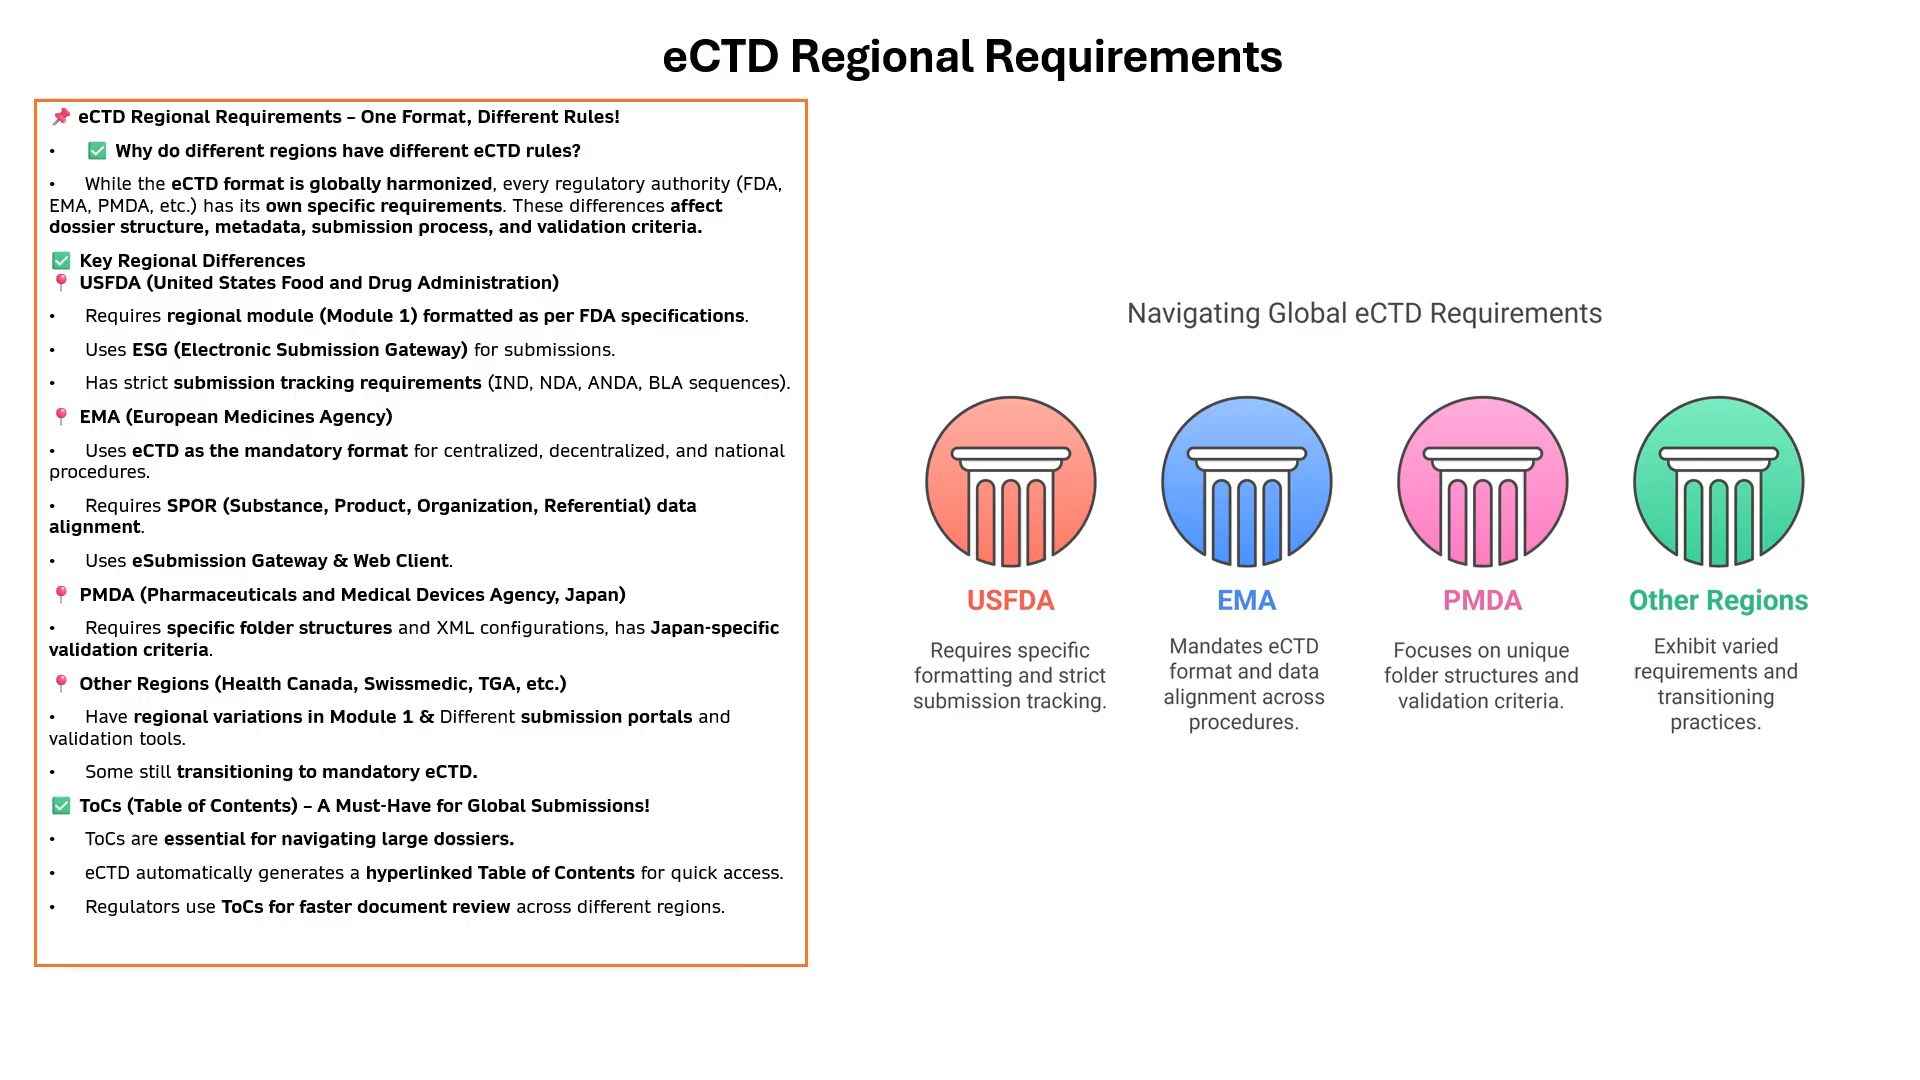 eCTD Regional Requirements
📌 eCTD Regional Requirements – One Format, Different Rules!
• ✅ Why do different regions have different eCTD rules?
• While the eCTD format is globally harmonized, every regulatory authority (FDA,
EMA, PMDA, etc.) has its own specific requirements. These differences affect
dossier structure, metadata, submission process, and validation criteria.
✅ Key Regional Differences
📍 USFDA (United States Food and Drug Administration)
• Requires regional module (Module 1) formatted as per FDA specifications.
• Uses ESG (Electronic Submission Gateway) for submissions.
• Has strict submission tracking requirements (IND, NDA, ANDA, BLA sequences).
📍 EMA (European Medicines Agency)
• Uses eCTD as the mandatory format for centralized, decentralized, and national
procedures.
• Requires SPOR (Substance, Product, Organization, Referential) data
alignment.
• Uses eSubmission Gateway & Web Client.
📍 PMDA (Pharmaceuticals and Medical Devices Agency, Japan)
• Requires specific folder structures and XML configurations, has Japan-specific
validation criteria.
📍 Other Regions (Health Canada, Swissmedic, TGA, etc.)
• Have regional variations in Module 1 & Different submission portals and
validation tools.
• Some still transitioning to mandatory eCTD.
✅ ToCs (Table of Contents) – A Must-Have for Global Submissions!
• ToCs are essential for navigating large dossiers.
• eCTD automatically generates a hyperlinked Table of Contents for quick access.
• Regulators use ToCs for faster document review across different regions.
Navigating Global eCTD Requirements
USFDA
Requires specific
formatting and strict
submission tracking.
EMA
Mandates eCTD
format and data
alignment across
procedures.
PMDA
Focuses on unique
folder structures and
validation criteria.
Other Regions
Exhibit varied
requirements and
transitioning
practices.